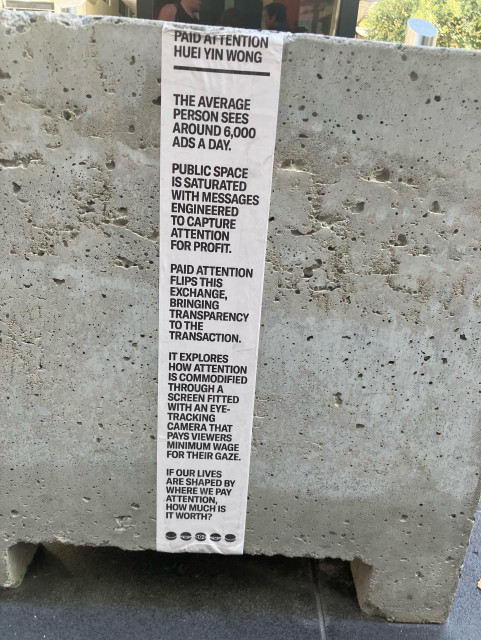 PAID ATTENTION
HUEI YIN WONG
THE AVERAGE
PERSON SEES
AROUND 6,000
ADS A DAY.
PUBLIC SPACE
IS SATURATED
WITH MESSAGES
ENGINEERED
TO CAPTURE
ATTENTION
FOR PROFIT.
PAID ATTENTION
FLIPS THIS
EXCHANGE,
BRINGING
TRANSPARENCY
TO THE
TRANSACTION.
IT EXPLORES
HOW ATTENTION
IS COMMODIFIED
THROUGH A
SCREEN FITTED
WITH AN EYE-
TRACKING
CAMERA THAT
PAYS VIEWERS
MINIMUM WAGE
FOR THEIR GAZE.
IF OUR LIVES
ARE SHAPED BY
WHERE WE PAY
ATTENTION,
HOW MUCH IS
IT WORTH?